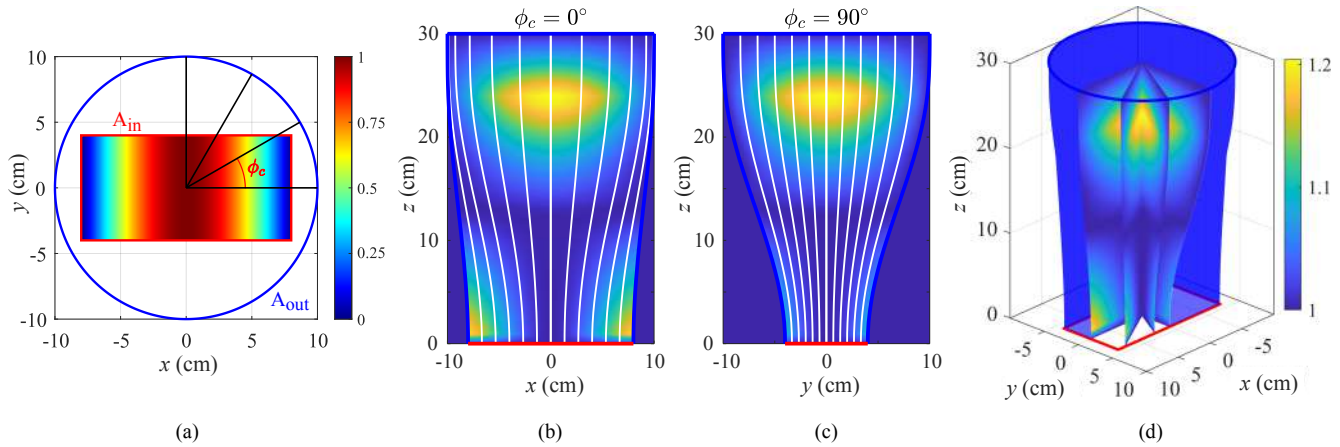 10
5
0
-5
-10
y (cm)
-10 -5 0 5 10
x (cm)
A_in
ϕ_c
A_out
1
0.75
0.5
0.25
0
(a)
ϕ_c = 0°
30
20
10
0
z (cm)
-10 0 10
x (cm)
(b)
ϕ_c = 90°
30
20
10
0
z (cm)
-10 0 10
y (cm)
(c)
30
20
10
0
z (cm)
-5
0
5
10
y (cm)
10
5
0
-5
x (cm)
1.2
1.1
1
(d)